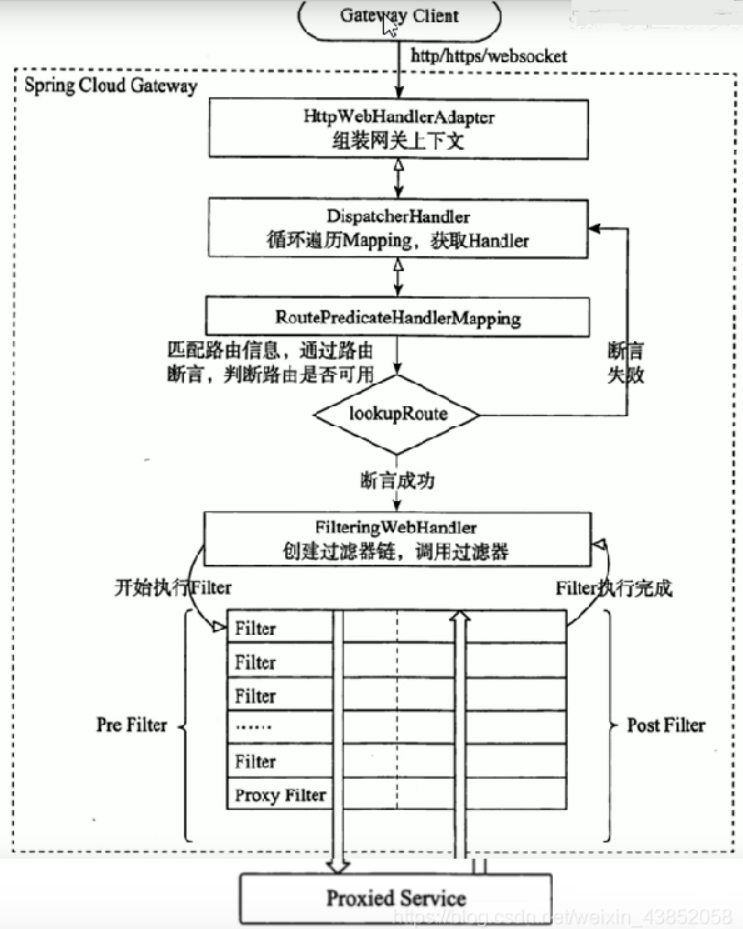 Gateway Client
http/https/websocket
Spring Cloud Gateway
HttpWebHandlerAdapter
组装网关上下文
DispatcherHandler
循环遍历Mapping，获取Handler
RoutePredicateHandlerMapping
匹配路由信息，通过路由
断言，判断路由是否可用
断言
失败
lookupRoute
断言成功
FilteringWebHandler
创建过滤器链，调用过滤器
开始执行Filter
Filter执行完成
Filter
Filter
Filter
……
Filter
Proxy Filter
Pre Filter
Post Filter
Proxied Service
https://blog.csdn.net/weixin_43852058